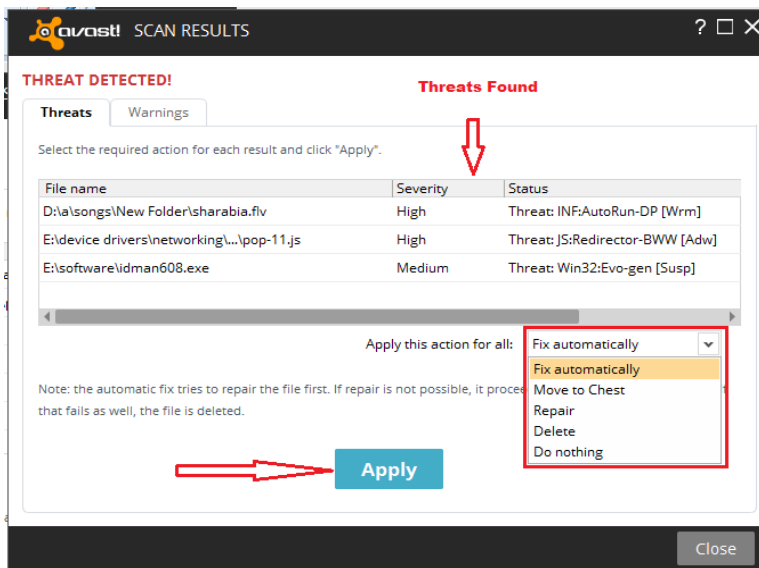 avast! SCAN RESULTS ? X
THREAT DETECTED!
Threats Found
Threats Warnings
Select the required action for each result and click "Apply".
File name Severity Status
D:\a\songs\New Folder\sharabia.flv High Threat: INF:AutoRun-DP [Wrm]
E:\device drivers\networking\...\pop-11.js High Threat: JS:Redirector-BWW [Adw]
E:\software\idman608.exe Medium Threat: Win32:Evo-gen [Susp]
Apply this action for all: Fix automatically
Fix automatically
Move to Chest
Repair
Delete
Do nothing
Note: the automatic fix tries to repair the file first. If repair is not possible, it
that fails as well, the file is deleted.
Apply
Close